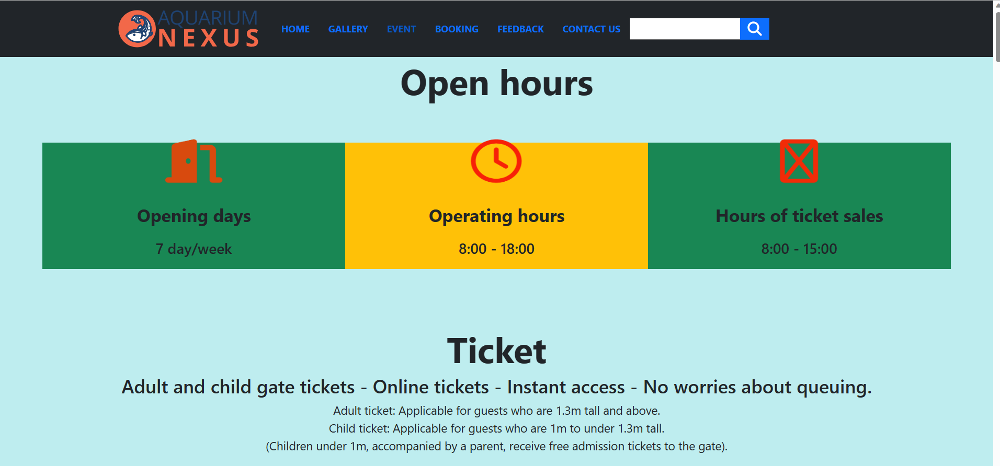 AQUARIUM
NEXUS
HOME GALLERY EVENT BOOKING FEEDBACK CONTACT US
Open hours
Opening days
7 day/week
Operating hours
8:00 - 18:00
Hours of ticket sales
8:00 - 15:00
Ticket
Adult and child gate tickets - Online tickets - Instant access - No worries about queuing.
Adult ticket: Applicable for guests who are 1.3m tall and above.
Child ticket: Applicable for guests who are 1m to under 1.3m tall.
(Children under 1m, accompanied by a parent, receive free admission tickets to the gate).